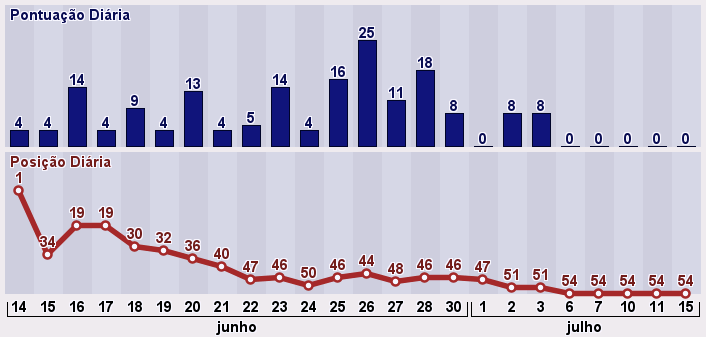 Pontuação Diária
4 4 14 4 9 4 13 4 5 14 4 16 25 11 18 8 0 8 8 0 0 0 0 0
Posição Diária
1 34 19 19 30 32 36 40 47 46 50 46 44 48 46 46 47 51 51 54 54 54 54 54
14 15 16 17 18 19 20 21 22 23 24 25 26 27 28 30 1 2 3 6 7 10 11 15
junho julho